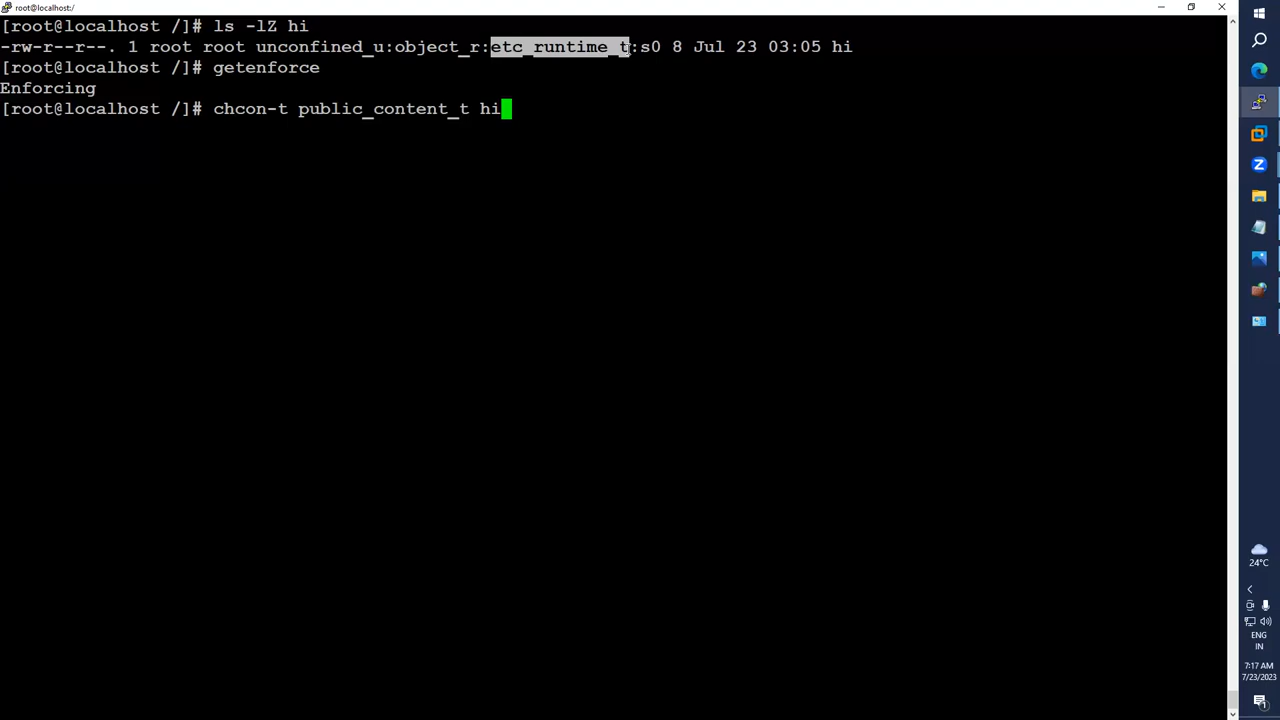 root@localhost:/
[root@localhost /]# ls -lZ hi
-rw-r--r--. 1 root root unconfined_u:object_r:etc_runtime_t:s0 8 Jul 23 03:05 hi
[root@localhost /]# getenforce
Enforcing
[root@localhost /]# chcon-t public_content_t hi
24°C
ENG
IN
7:17 AM
7/23/2023